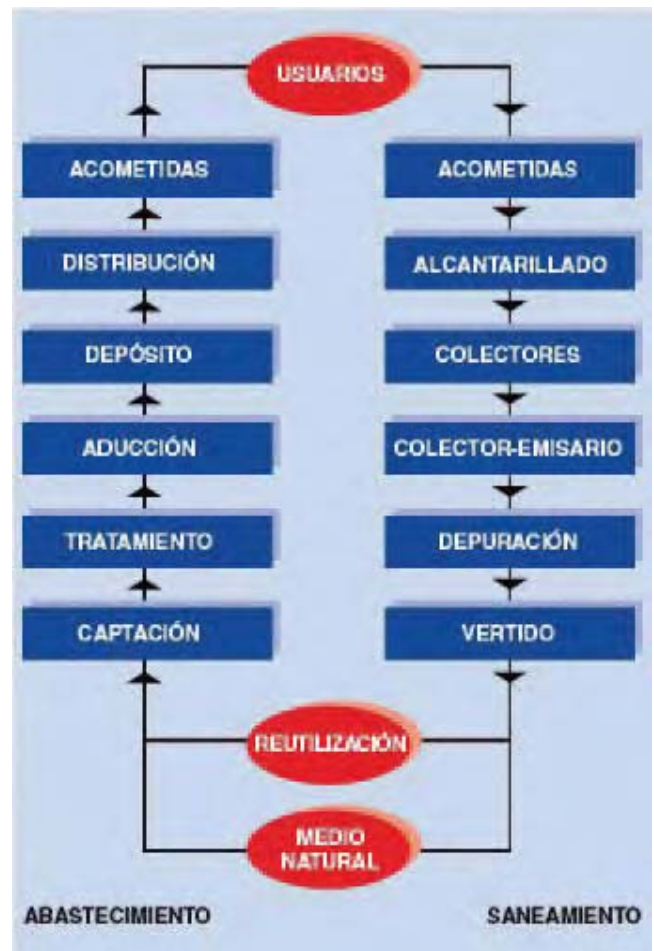 USUARIOS
ACOMETIDAS
DISTRIBUCIÓN
DEPÓSITO
ADUCCIÓN
TRATAMIENTO
CAPTACIÓN
ACOMETIDAS
ALCANTARILLADO
COLECTORES
COLECTOR-EMISARIO
DEPURACIÓN
VERTIDO
REUTILIZACIÓN
MEDIO
NATURAL
ABASTECIMIENTO
SANEAMIENTO